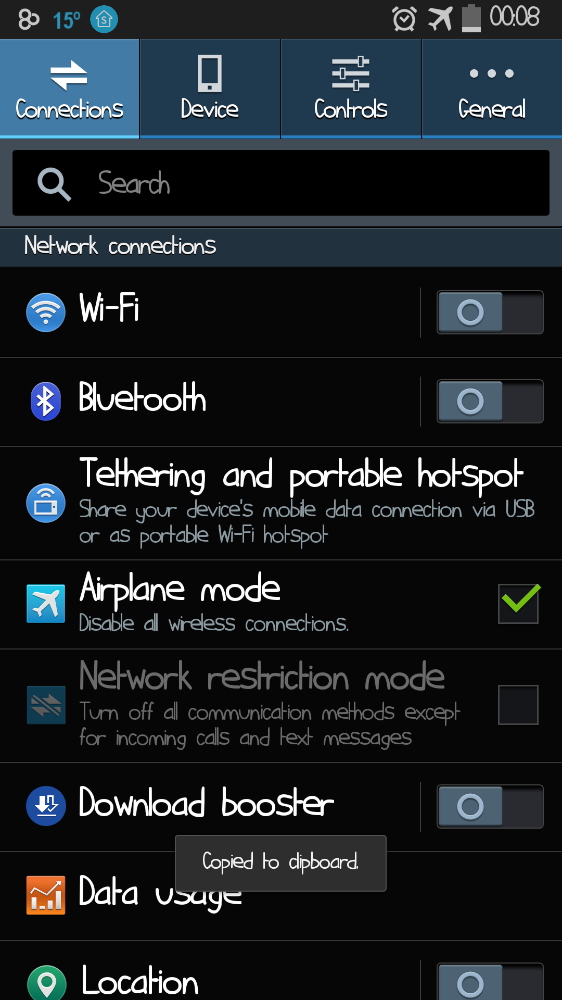 15° S 00:08
Connections Device Controls General
Search
Network connections
Wi-Fi
Bluetooth
Tethering and portable hotspot
Share your device's mobile data connection via USB
or as portable Wi-Fi hotspot
Airplane mode
Disable all wireless connections.
Network restriction mode
Turn off all communication methods except
for incoming calls and text messages
Download booster
Copied to clipboard.
Data usage
Location